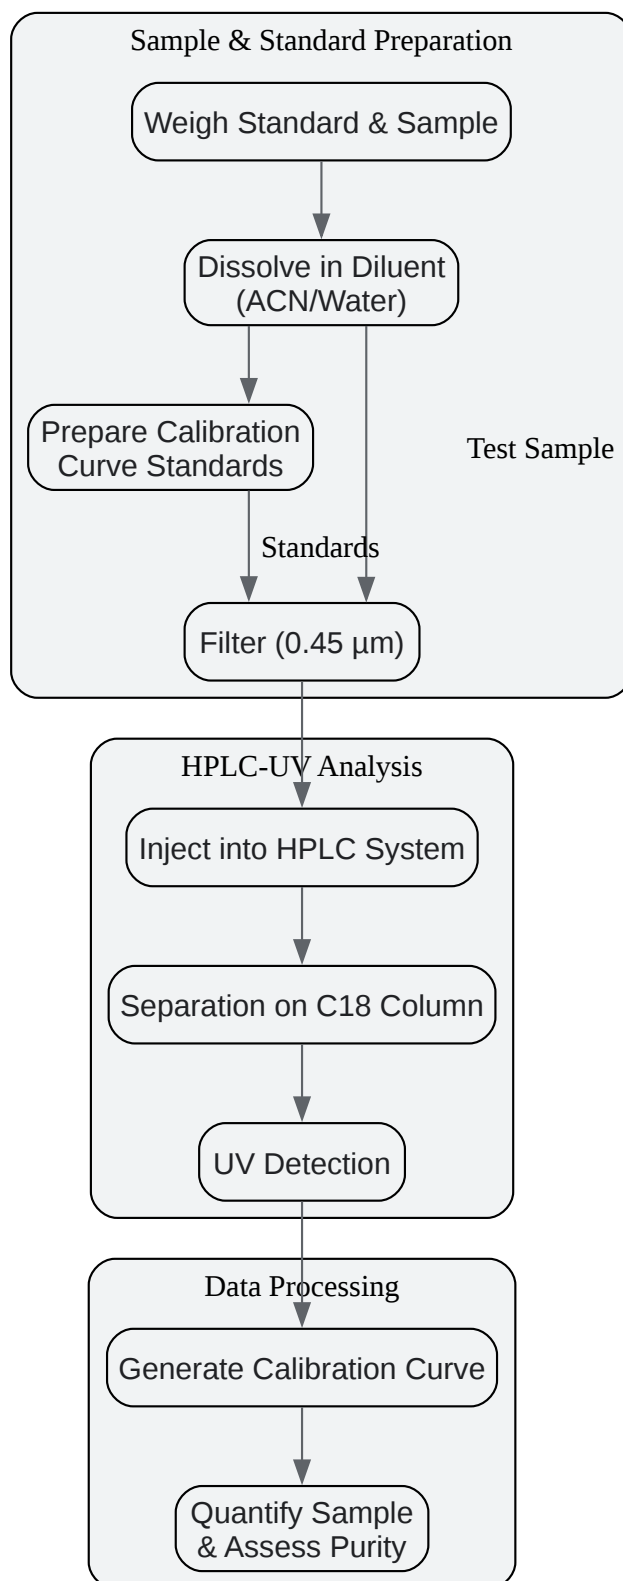 Sample & Standard Preparation
Weigh Standard & Sample
Dissolve in Diluent
(ACN/Water)
Prepare Calibration
Curve Standards
Test Sample
Standards
Filter (0.45 µm)
HPLC-UV Analysis
Inject into HPLC System
Separation on C18 Column
UV Detection
Data Processing
Generate Calibration Curve
Quantify Sample
& Assess Purity